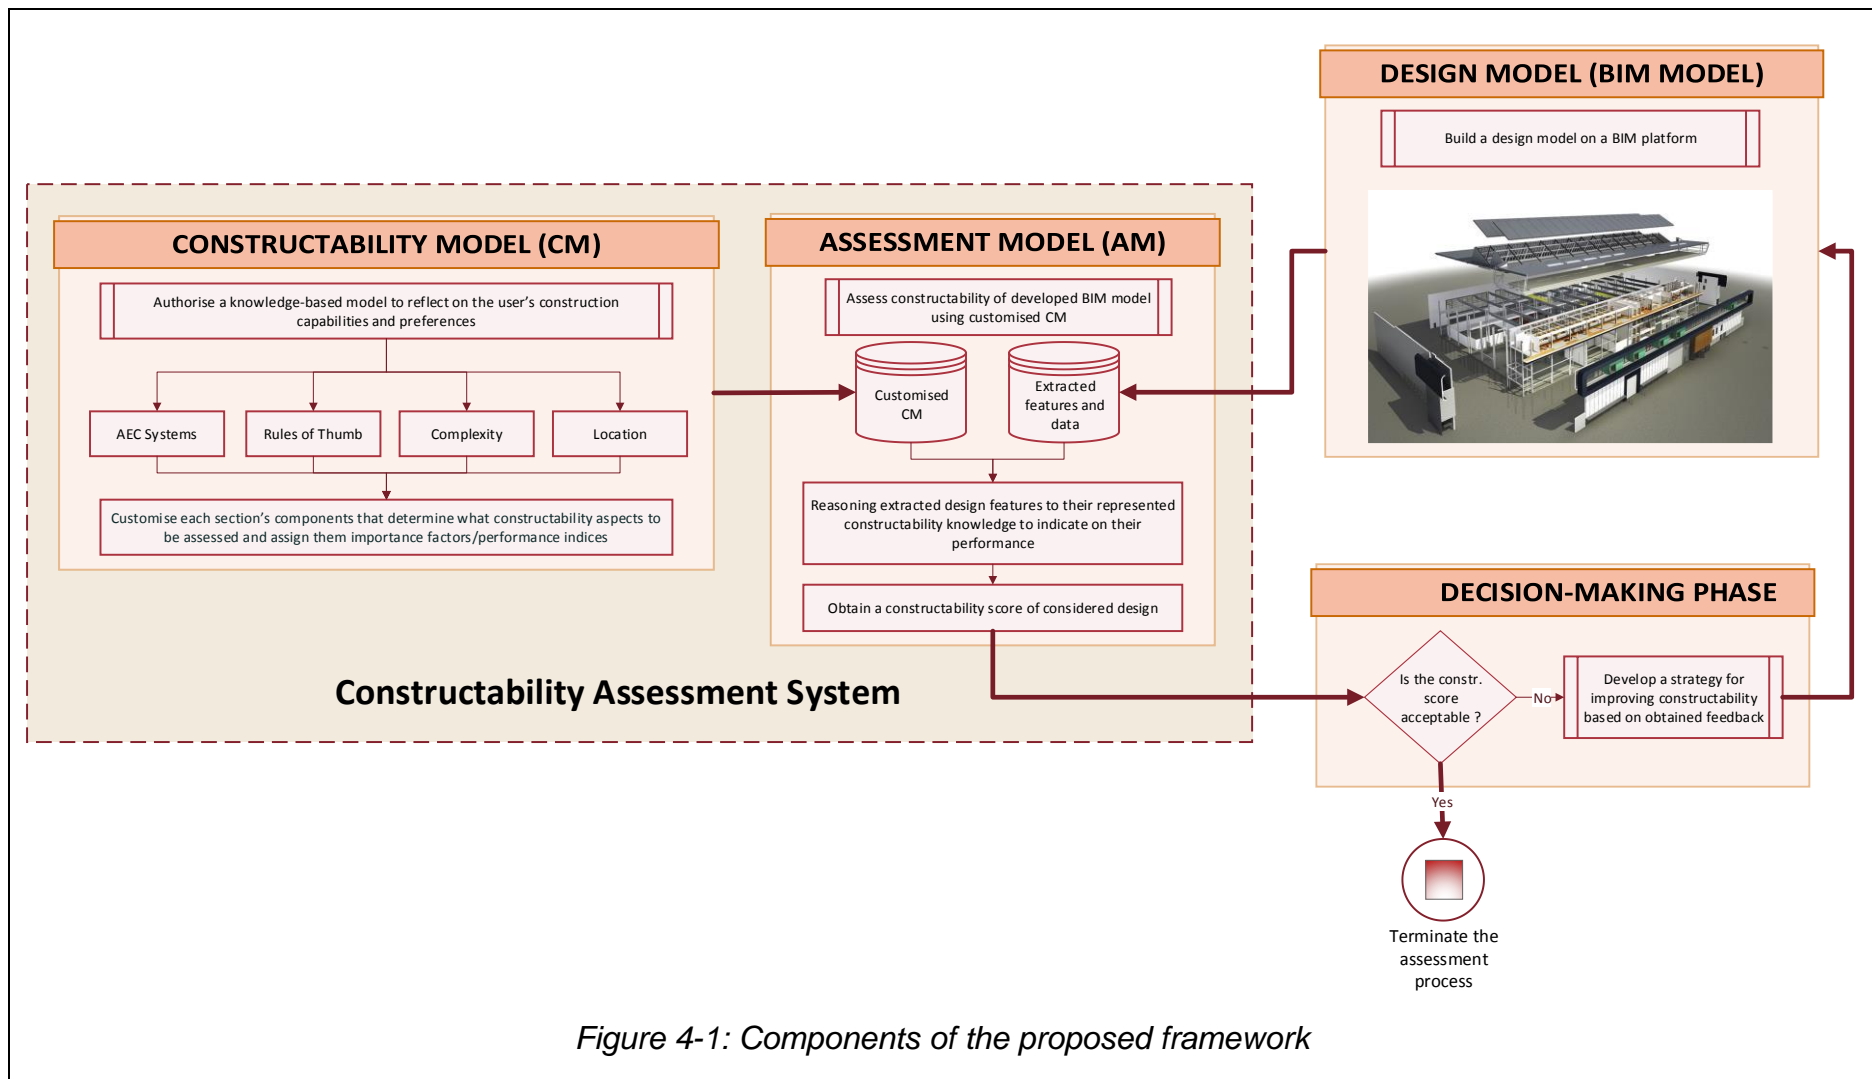 DESIGN MODEL (BIM MODEL)
Build a design model on a BIM platform
CONSTRUCTABILITY MODEL (CM)
Authorise a knowledge-based model to reflect on the user's construction
capabilities and preferences
AEC Systems
Rules of Thumb
Complexity
Location
Customise each section's components that determine what constructability aspects to
be assessed and assign them importance factors/performance indices
ASSESSMENT MODEL (AM)
Assess constructability of developed BIM model
using customised CM
Customised
CM
Extracted
features and
data
Reasoning extracted design features to their represented
constructability knowledge to indicate on their
performance
Obtain a constructability score of considered design
Constructability Assessment System
DECISION-MAKING PHASE
Is the constr.
score
acceptable ?
No
Develop a strategy for
improving constructability
based on obtained feedback
Yes
Terminate the
assessment
process
Figure 4-1: Components of the proposed framework